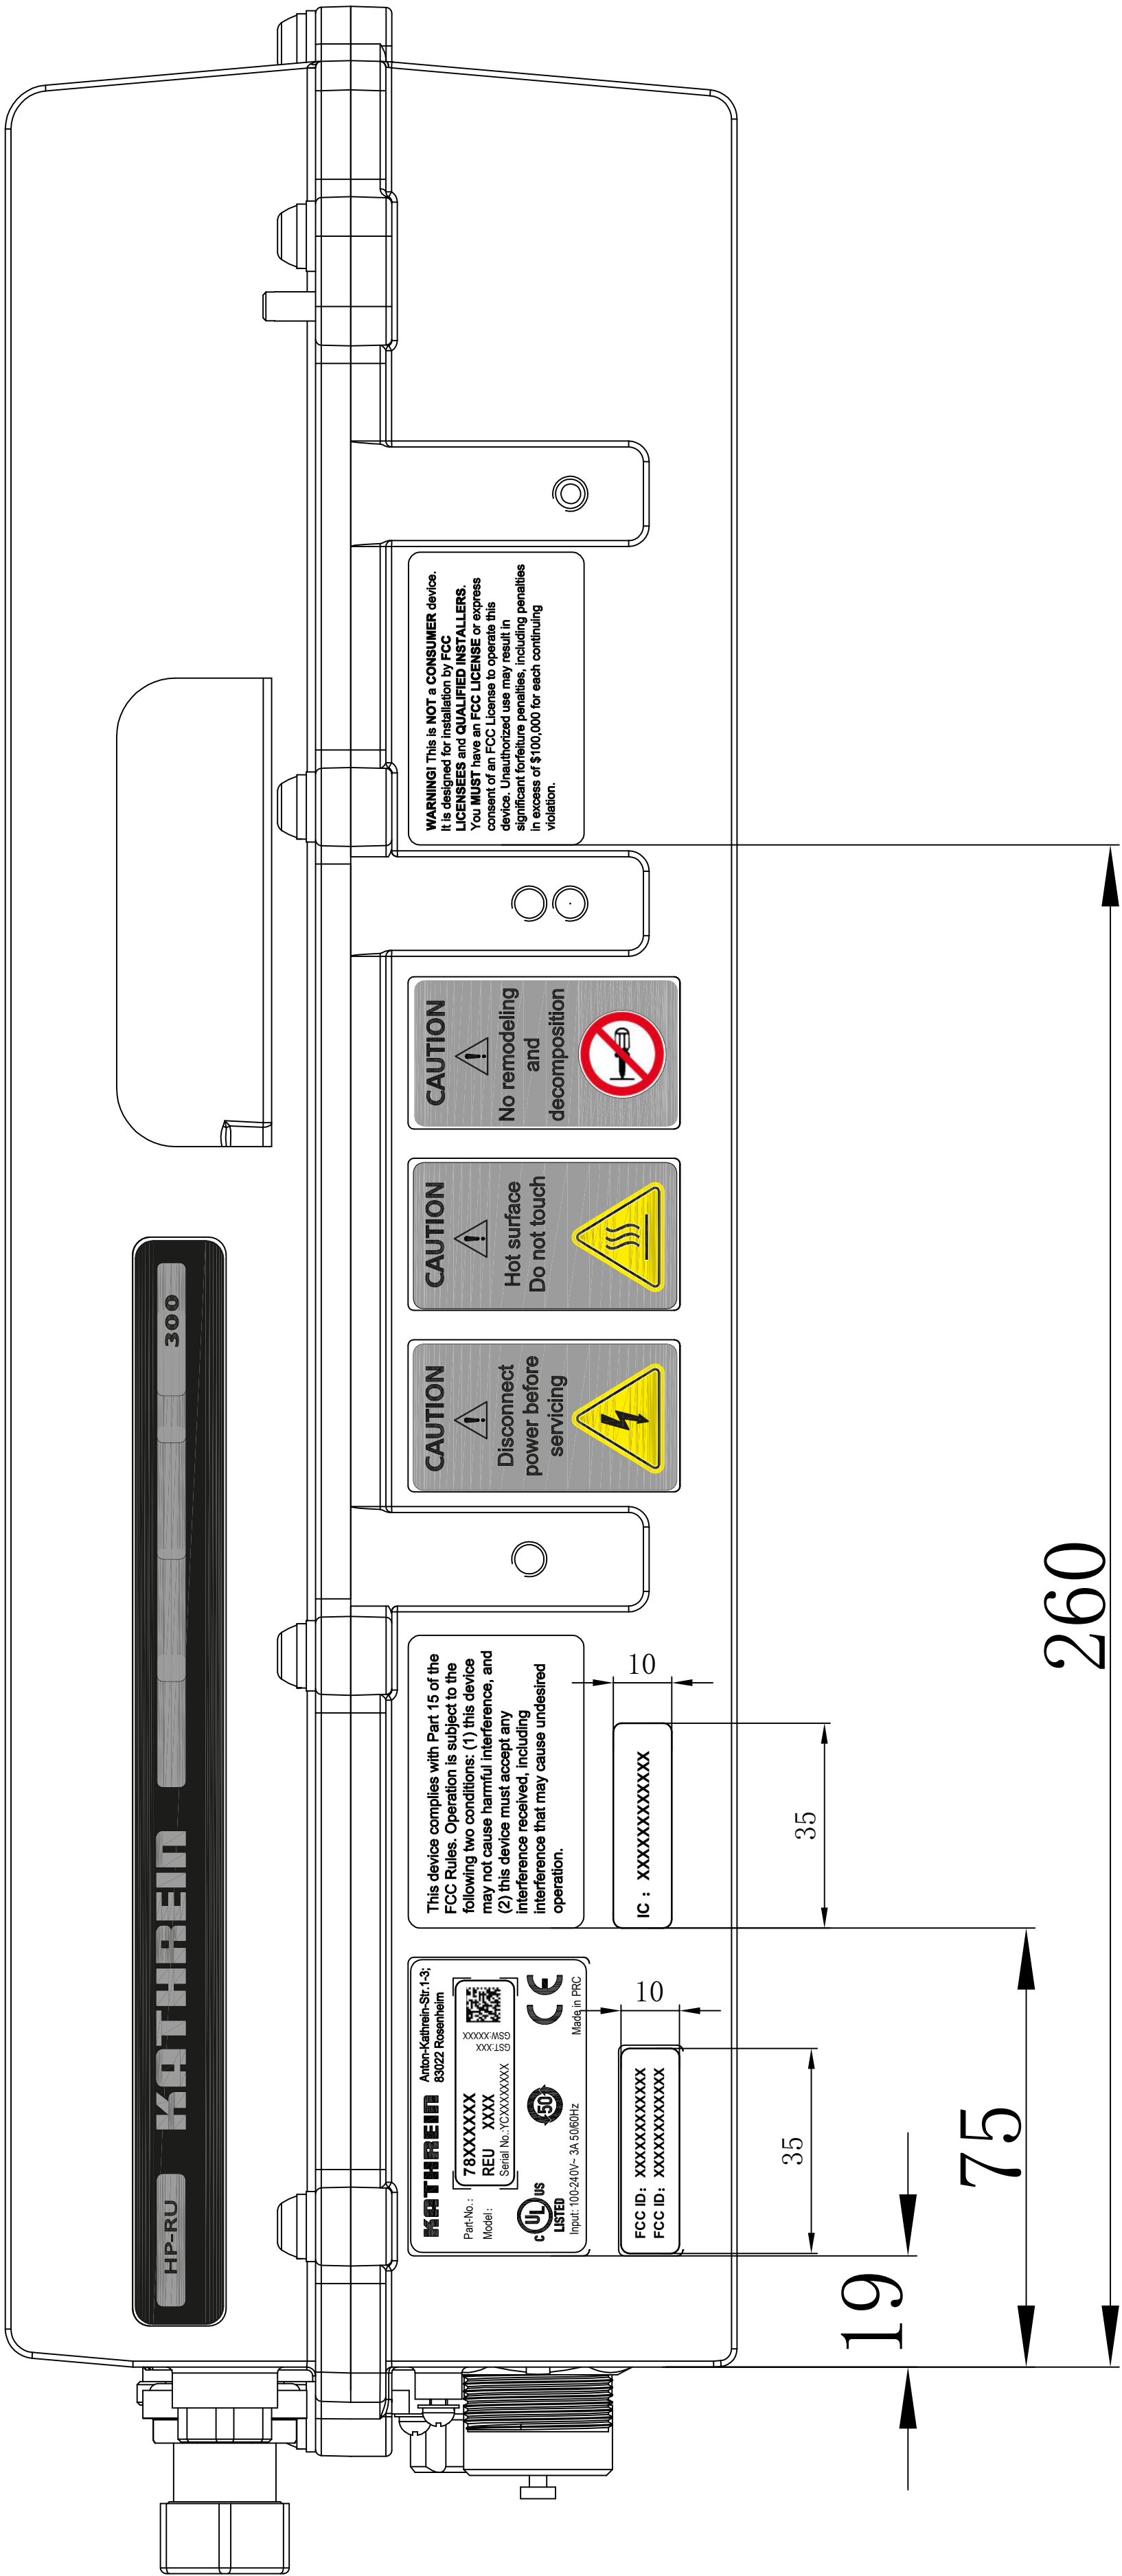 HP-RU
KATHREIN
300
KATHREIN
Anton-Kathrein-Str.1-3;
83022 Rosenheim
Part-No.:
78XXXXXXX
Model:
REU XXXX
Serial No.:YCXXXXXXXX
GST-XXX
GSW-XXXXX
C UL US
LISTED
50
CE
Input: 100-240V~ 3A 50/60Hz
Made in PRC
This device complies with Part 15 of the
FCC Rules. Operation is subject to the
following two conditions: (1) this device
may not cause harmful interference, and
(2) this device must accept any
interference received, including
interference that may cause undesired
operation.
FCC ID: XXXXXXXXXXXXX
FCC ID: XXXXXXXXXXXXX
IC : XXXXXXXXXXXX
CAUTION
Disconnect
power before
servicing
CAUTION
Hot surface
Do not touch
CAUTION
No remodeling
and
decomposition
WARNING! This is NOT a CONSUMER device.
It is designed for installation by FCC
LICENSEES and QUALIFIED INSTALLERS.
You MUST have an FCC LICENSE or express
consent of an FCC License to operate this
device. Unauthorized use may result in
significant forfeiture penalties, including penalties
in excess of $100,000 for each continuing
violation.
10
35
10
35
19
75
260